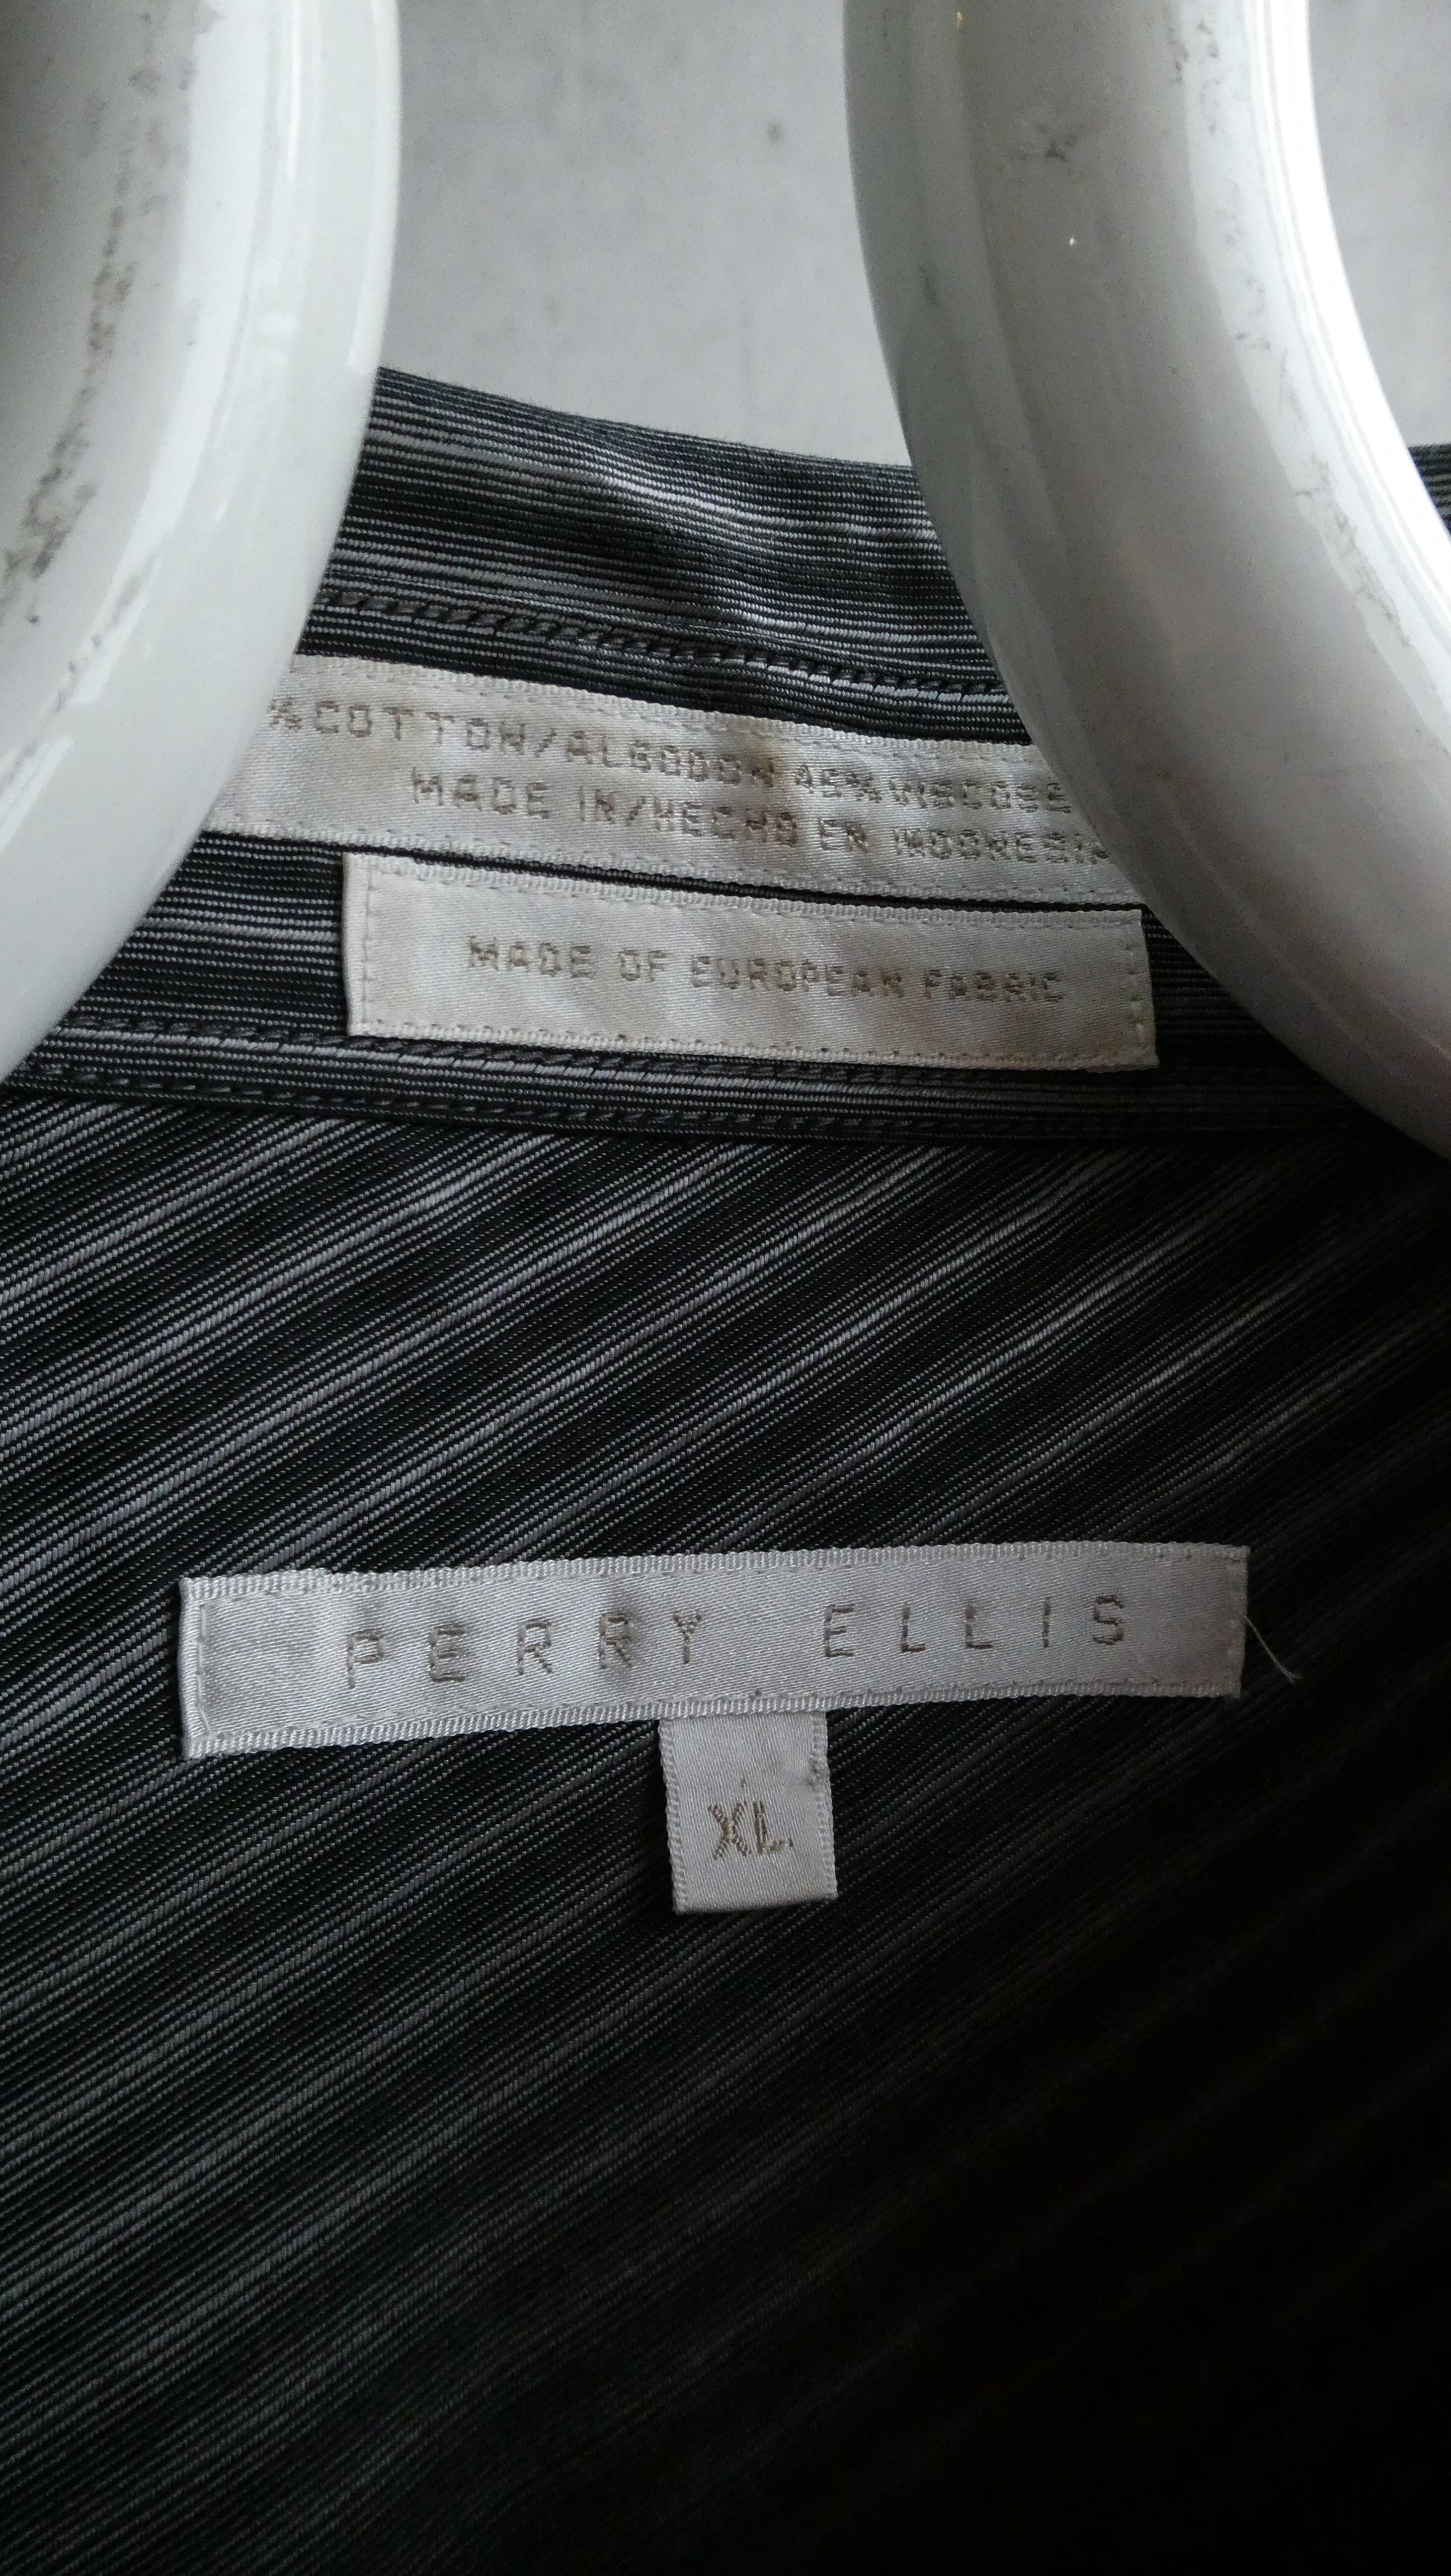 %COTTON/ALGODON 45% VISCOSE
MADE IN/HECHO EN INDONESIA
MADE OF EUROPEAN FABRIC
PERRY ELLIS
XL